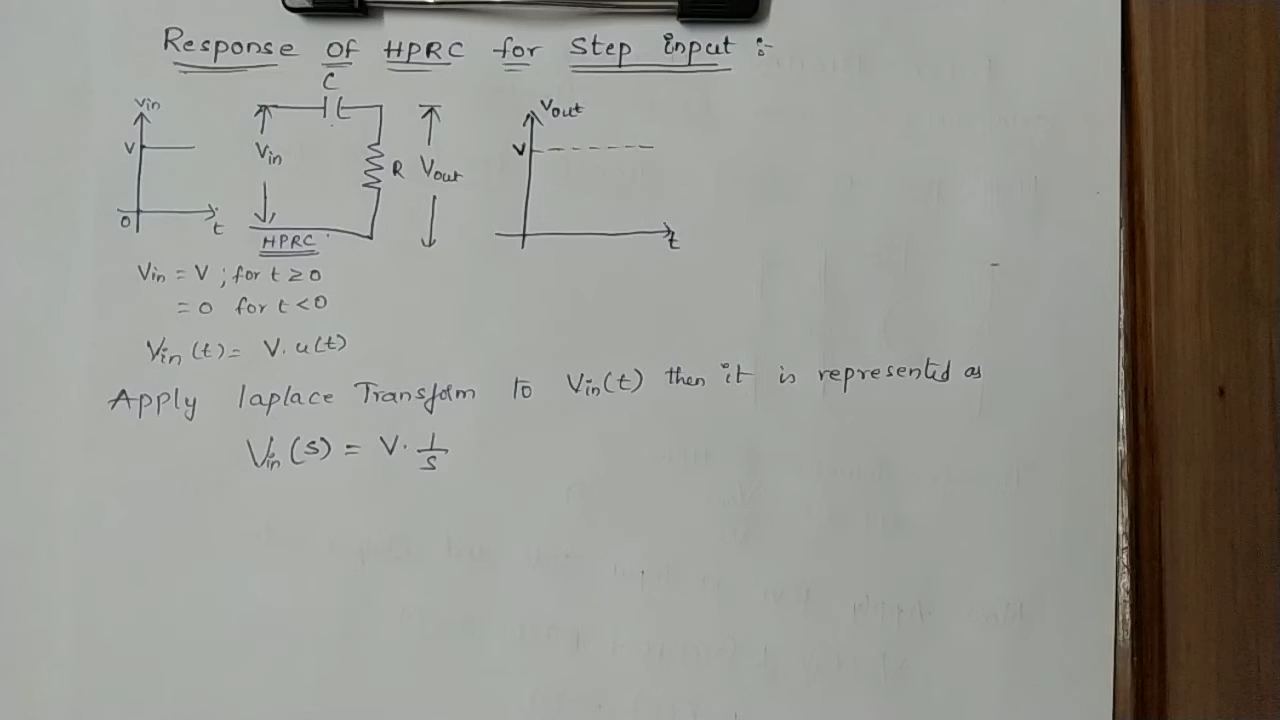 Response of HPRC for Step input :-
C
Vin
V
0
t
Vin
R
Vout
HPRC
Vout
V
t
Vin = V ; for t ≥ 0
= 0 for t < 0
Vin (t) = V. u(t)
Apply laplace Transform to Vin(t) then it is represented as
Vin (s) = V. 1/s